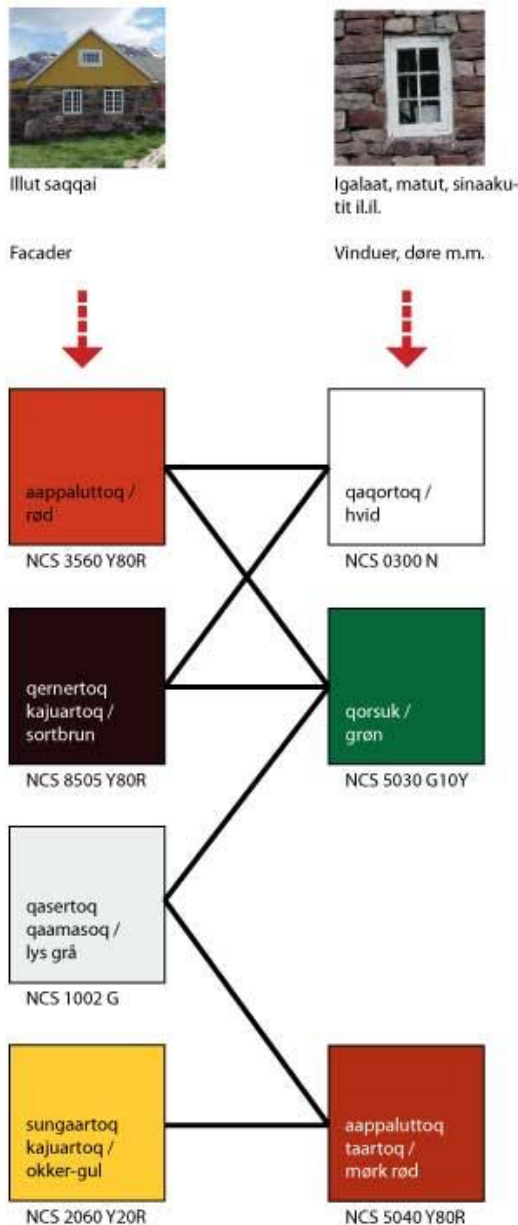 Illut saqqai
Facader
Igalaat, matut, sinaaku-
tit il.il.
Vinduer, døre m.m.
aappaluttoq /
rød
NCS 3560 Y80R
qaqortoq /
hvid
NCS 0300 N
qernertoq
kajuartoq /
sortbrun
NCS 8505 Y80R
qorsuk /
grøn
NCS 5030 G10Y
qasertoq
qaamasoq /
lys grå
NCS 1002 G
sungaartoq
kajuartoq /
okker-gul
NCS 2060 Y20R
aappaluttoq
taartoq /
mørk rød
NCS 5040 Y80R